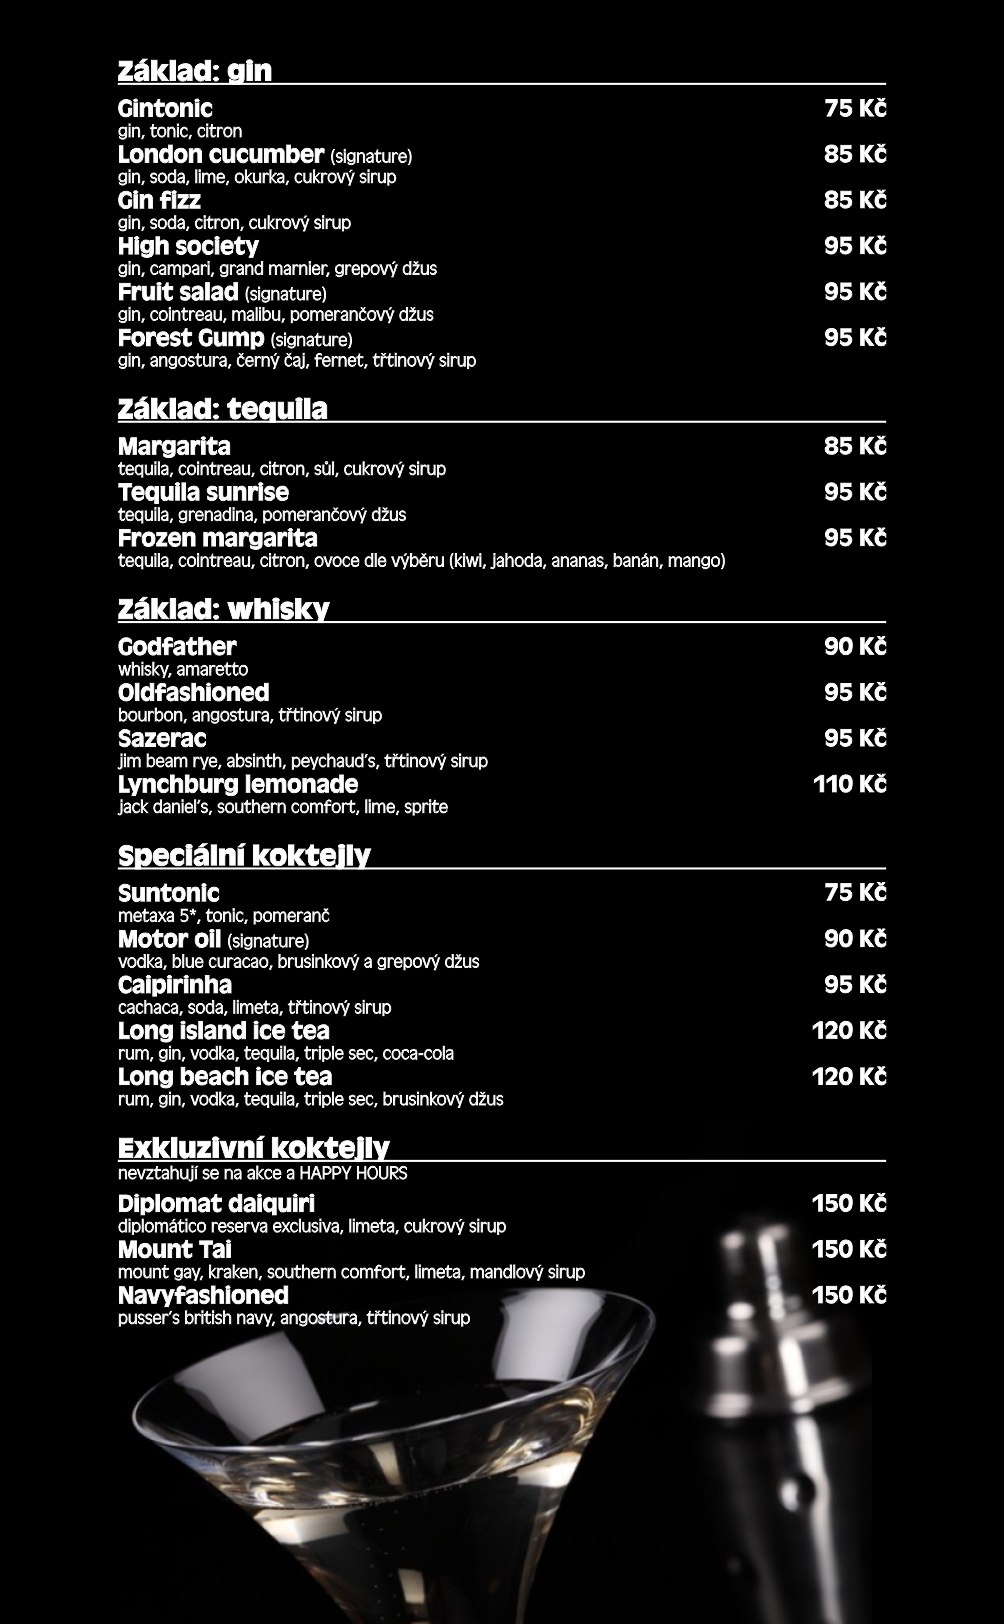 Základ: gin
Gintonic 75 Kč
gin, tonic, citron
London cucumber (signature) 85 Kč
gin, soda, lime, okurka, cukrový sirup
Gin fizz 85 Kč
gin, soda, citron, cukrový sirup
High society 95 Kč
gin, campari, grand marnier, grepový džus
Fruit salad (signature) 95 Kč
gin, cointreau, malibu, pomerančový džus
Forest Gump (signature) 95 Kč
gin, angostura, černý čaj, fernet, třtinový sirup
Základ: tequila
Margarita 85 Kč
tequila, cointreau, citron, sůl, cukrový sirup
Tequila sunrise 95 Kč
tequila, grenadina, pomerančový džus
Frozen margarita 95 Kč
tequila, cointreau, citron, ovoce dle výběru (kiwi, jahoda, ananas, banán, mango)
Základ: whisky
Godfather 90 Kč
whisky, amaretto
Oldfashioned 95 Kč
bourbon, angostura, třtinový sirup
Sazerac 95 Kč
jim beam rye, absinth, peychaud's, třtinový sirup
Lynchburg lemonade 110 Kč
jack daniel's, southern comfort, lime, sprite
Speciální koktejly
Suntonic 75 Kč
metaxa 5*, tonic, pomeranč
Motor oil (signature) 90 Kč
vodka, blue curacao, brusinkový a grepový džus
Caipirinha 95 Kč
cachaca, soda, limeta, třtinový sirup
Long island ice tea 120 Kč
rum, gin, vodka, tequila, triple sec, coca-cola
Long beach ice tea 120 Kč
rum, gin, vodka, tequila, triple sec, brusinkový džus
Exkluzivní koktejly
nevztahují se na akce a HAPPY HOURS
Diplomat daiquiri 150 Kč
diplomático reserva exclusiva, limeta, cukrový sirup
Mount Tai 150 Kč
mount gay, kraken, southern comfort, limeta, mandlový sirup
Navyfashioned 150 Kč
pusser's british navy, angostura, třtinový sirup